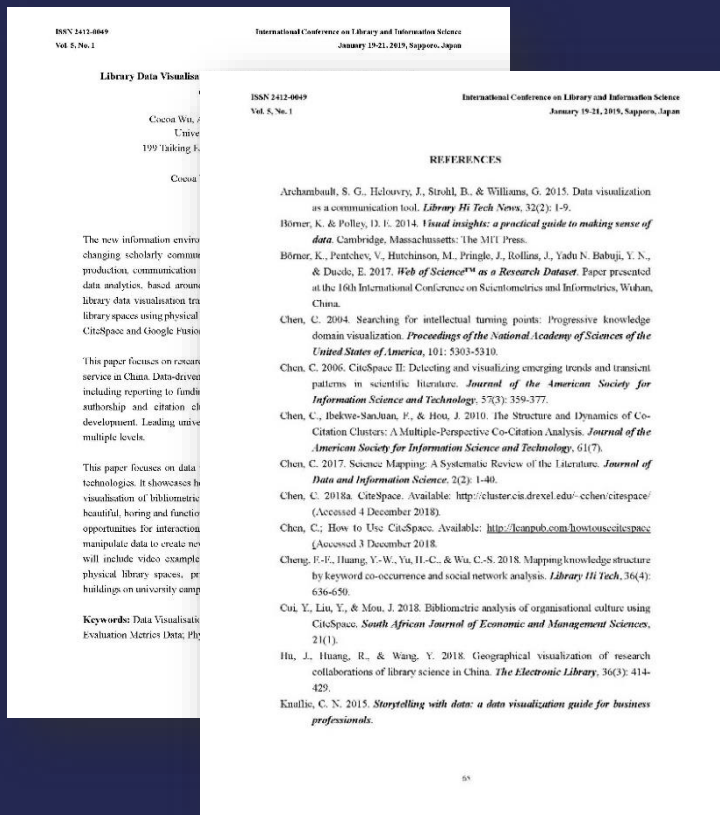 ISSN 2412-0049 International Conference on Library and Information Science
Vol. 5, No. 1 January 19-21, 2019, Sapporo, Japan
Library Data Visualisa
Cocoa Wu, A
Unive
199 Taiking
Cocoa
The new information enviro
changing scholarly commun
production, communication
data analytics, based aroun
library data visualisation tra
library spaces using physical
CiteSpace and Google Fusio
This paper focuses on resear
service in China. Data-driven
including reporting to fundi
authorship and citation cl
development. Leading unive
multiple levels.
This paper focuses on data
technologies. It showcases h
visualisation of bibliometric
beautiful, boring and functio
opportunities for interaction
manipulate data to create ne
will include video example
physical library spaces, pr
buildings on university camp
Keywords: Data Visualisatio
Evaluation Metrics Data; Phy
ISSN 2412-0049 International Conference on Library and Information Science
Vol. 5, No. 1 January 19-21, 2019, Sapporo, Japan
REFERENCES
Archambault, S. G., Helouvry, J., Strohl, B., & Williams, G. 2015. Data visualization
as a communication tool. Library Hi Tech News, 32(2): 1-9.
Börner, K. & Polley, D. E. 2014. Visual insights: a practical guide to making sense of
data. Cambridge, Massachussetts: The MIT Press.
Börner, K., Pentchev, V., Hutchinson, M., Pringle, J., Rollins, J., Yadu N. Babuji, Y. N.,
& Duede, E. 2017. Web of Science™ as a Research Dataset. Paper presented
at the 16th International Conference on Scientometrics and Informetrics, Wuhan,
China.
Chen, C. 2004. Searching for intellectual turning points: Progressive knowledge
domain visualization. Proceedings of the National Academy of Sciences of the
United States of America, 101: 5303-5310.
Chen, C. 2006. CiteSpace II: Detecting and visualizing emerging trends and transient
patterns in scientific literature. Journal of the American Society for
Information Science and Technology, 57(3): 359-377.
Chen, C., Ibekwe-SanJuan, F., & Hou, J. 2010. The Structure and Dynamics of Co-
Citation Clusters: A Multiple-Perspective Co-Citation Analysis. Journal of the
American Society for Information Science and Technology, 61(7).
Chen, C. 2017. Science Mapping: A Systematic Review of the Literature. Journal of
Data and Information Science, 2(2): 1-40.
Chen, C. 2018a. CiteSpace. Available: http://cluster.cis.drexel.edu/~cchen/citespace/
(Accessed 4 December 2018).
Chen, C.; How to Use CiteSpace. Available: http://leanpub.com/howtousecitespace
(Accessed 3 December 2018.
Cheng. F.-F., Huang, Y.-W., Yu, H.-C., & Wu, C.-S. 2018. Mapping knowledge structure
by keyword co-occurrence and social network analysis. Library Hi Tech, 36(4):
636-650.
Cui, Y., Liu, Y., & Mou, J. 2018. Bibliometric analysis of organisational culture using
CiteSpace. South African Journal of Economic and Management Sciences,
21(1).
Hu, J., Huang, R., & Wang, Y. 2018. Geographical visualization of research
collaborations of library science in China. The Electronic Library, 36(3): 414-
429.
Knaflic, C. N. 2015. Storytelling with data: a data visualization guide for business
professionals.